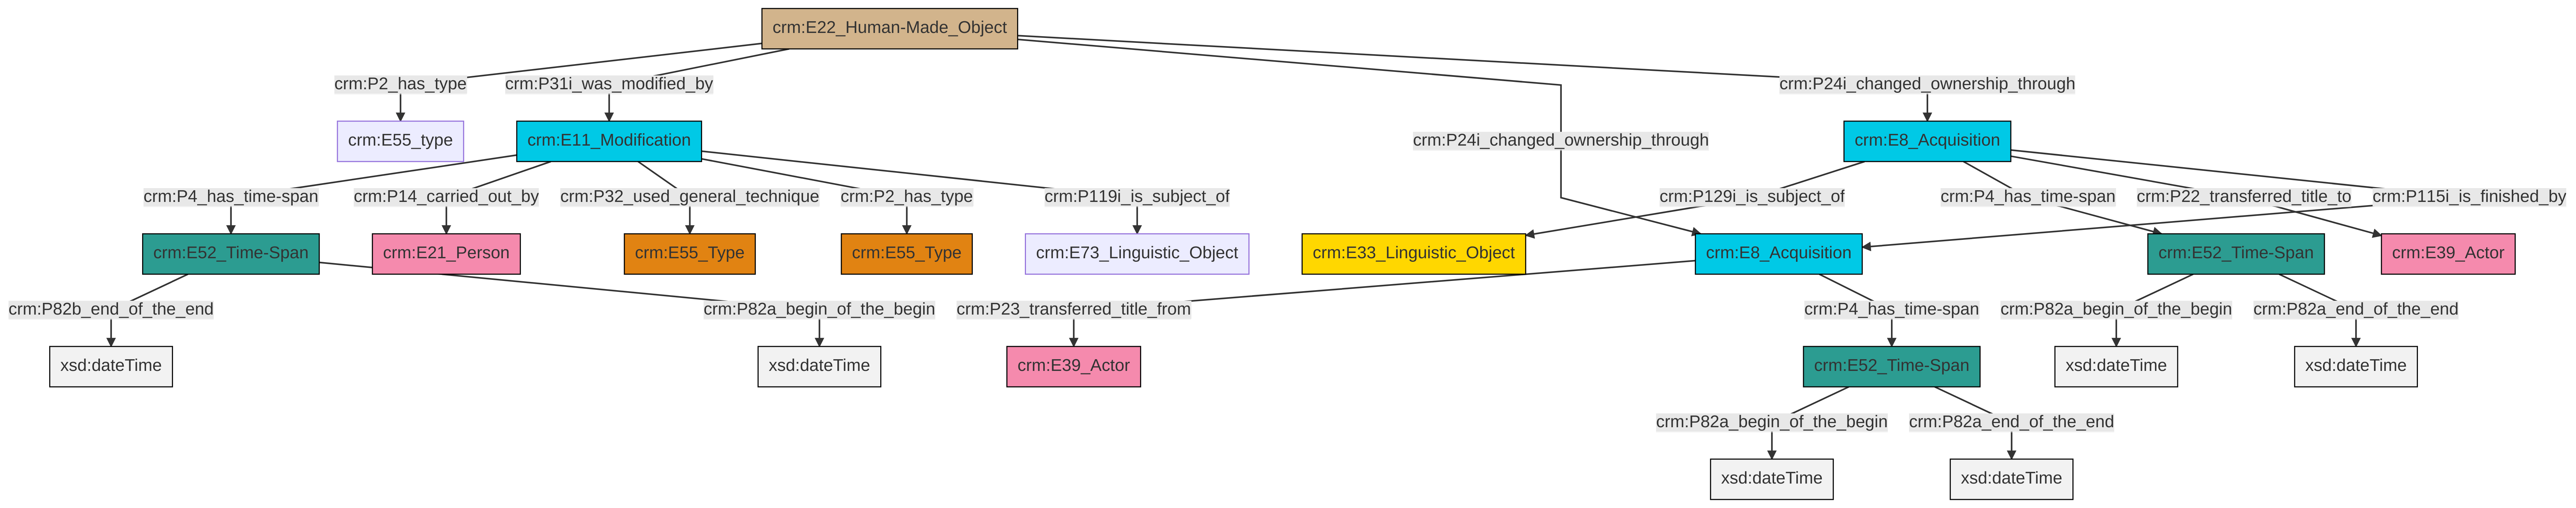 crm:E22_Human-Made_Object
crm:P2_has_type
crm:P31i_was_modified_by
crm:P24i_changed_ownership_through
crm:P24i_changed_ownership_through
crm:E55_type
crm:E11_Modification
crm:E8_Acquisition
crm:P4_has_time-span
crm:P14_carried_out_by
crm:P32_used_general_technique
crm:P2_has_type
crm:P119i_is_subject_of
crm:P129i_is_subject_of
crm:P4_has_time-span
crm:P22_transferred_title_to
crm:P115i_is_finished_by
crm:E52_Time-Span
crm:E21_Person
crm:E55_Type
crm:E55_Type
crm:E73_Linguistic_Object
crm:E33_Linguistic_Object
crm:E8_Acquisition
crm:E52_Time-Span
crm:E39_Actor
crm:P82b_end_of_the_end
crm:P82a_begin_of_the_begin
crm:P23_transferred_title_from
crm:P4_has_time-span
crm:P82a_begin_of_the_begin
crm:P82a_end_of_the_end
xsd:dateTime
xsd:dateTime
crm:E39_Actor
crm:E52_Time-Span
xsd:dateTime
xsd:dateTime
crm:P82a_begin_of_the_begin
crm:P82a_end_of_the_end
xsd:dateTime
xsd:dateTime